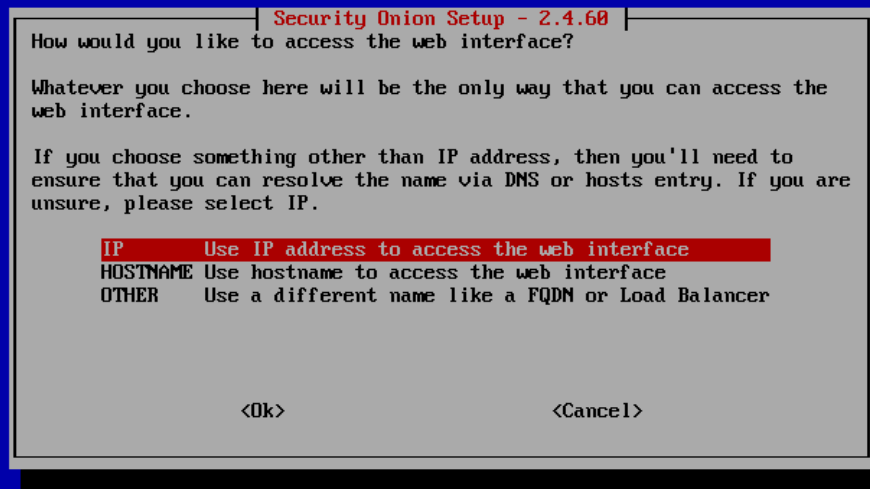 Security Onion Setup - 2.4.60
How would you like to access the web interface?
Whatever you choose here will be the only way that you can access the
web interface.
If you choose something other than IP address, then you'll need to
ensure that you can resolve the name via DNS or hosts entry. If you are
unsure, please select IP.
IP Use IP address to access the web interface
HOSTNAME Use hostname to access the web interface
OTHER Use a different name like a FQDN or Load Balancer
<Ok> <Cancel>